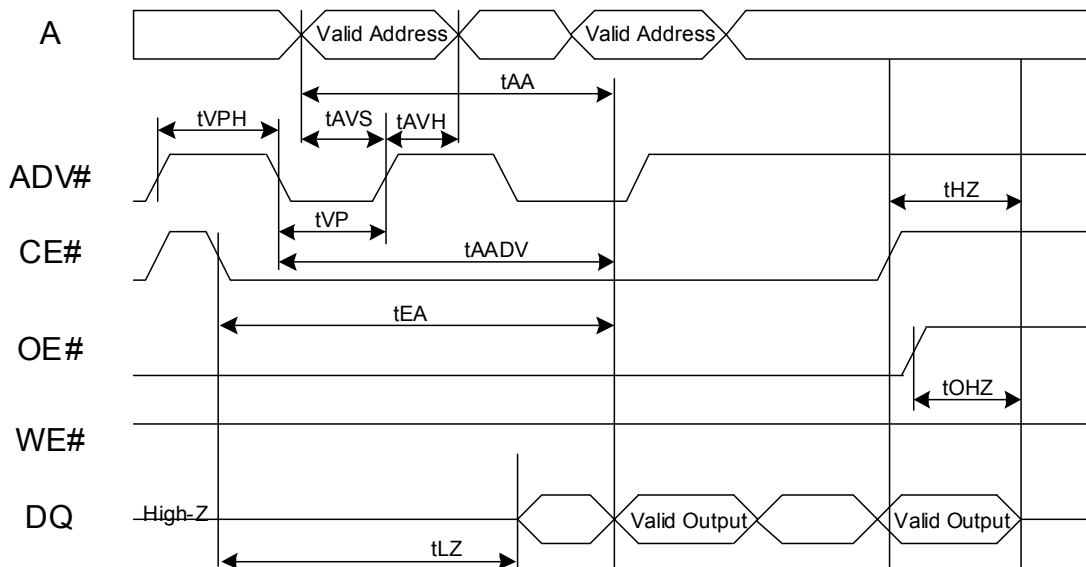 A
Valid Address
Valid Address
tAA
tVPH
tAVS
tAVH
ADV#
tHZ
tVP
CE#
tAADV
tEA
OE#
tOHZ
WE#
DQ
High-Z
Valid Output
Valid Output
tLZ